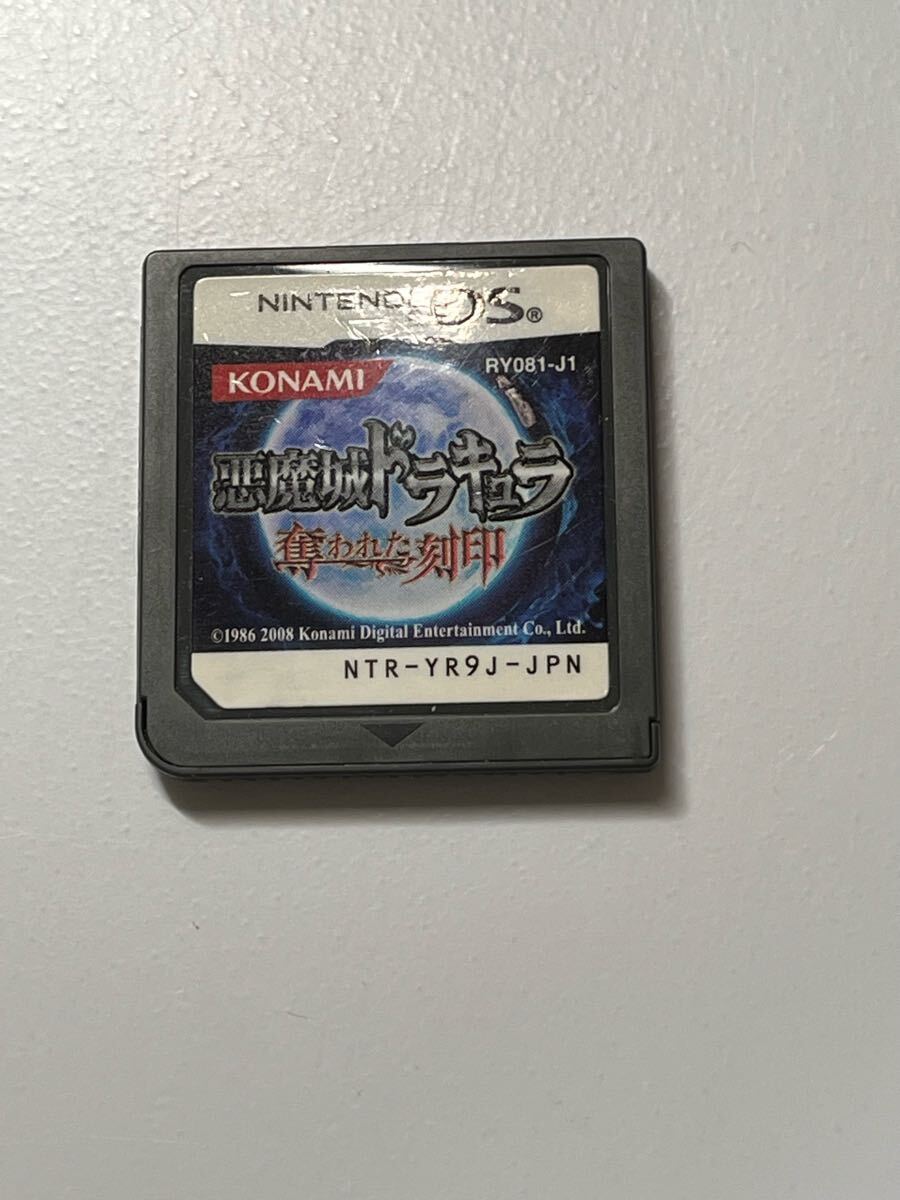 NINTENDO DS®
KONAMI
RY081-J1
悪魔城ドラキュラ
奪われた刻印
©1986 2008 Konami Digital Entertainment Co., Ltd.
NTR-YR9J-JPN